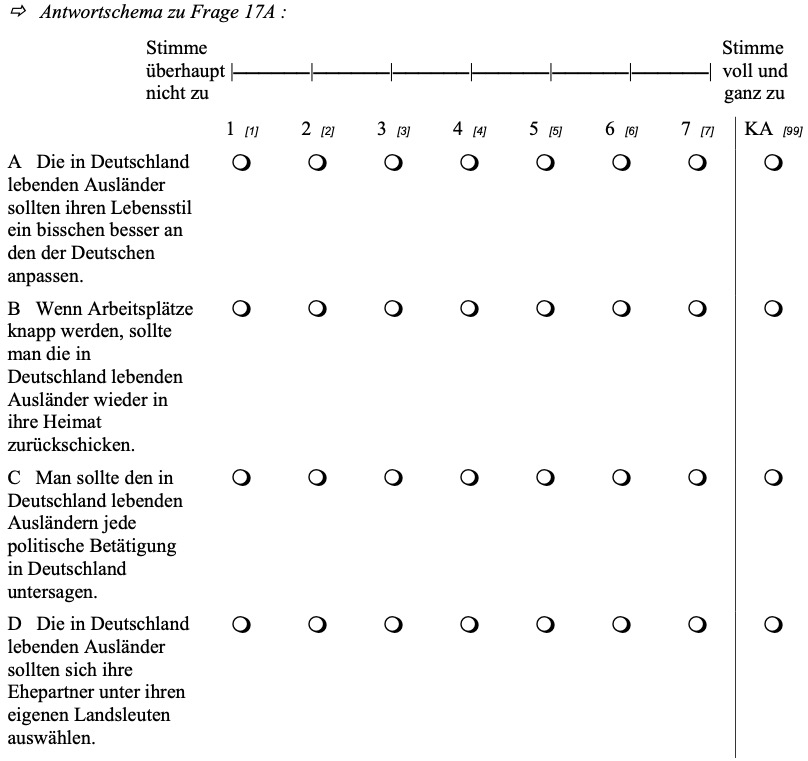 ⇨ Antwortschema zu Frage 17A :
Stimme
überhaupt
nicht zu
Stimme
voll und
ganz zu
1 [1] 2 [2] 3 [3] 4 [4] 5 [5] 6 [6] 7 [7] KA [99]
A Die in Deutschland
lebenden Ausländer
sollten ihren Lebensstil
ein bisschen besser an
den der Deutschen
anpassen.
B Wenn Arbeitsplätze
knapp werden, sollte
man die in
Deutschland lebenden
Ausländer wieder in
ihre Heimat
zurückschicken.
C Man sollte den in
Deutschland lebenden
Ausländern jede
politische Betätigung
in Deutschland
untersagen.
D Die in Deutschland
lebenden Ausländer
sollten sich ihre
Ehepartner unter ihren
eigenen Landsleuten
auswählen.